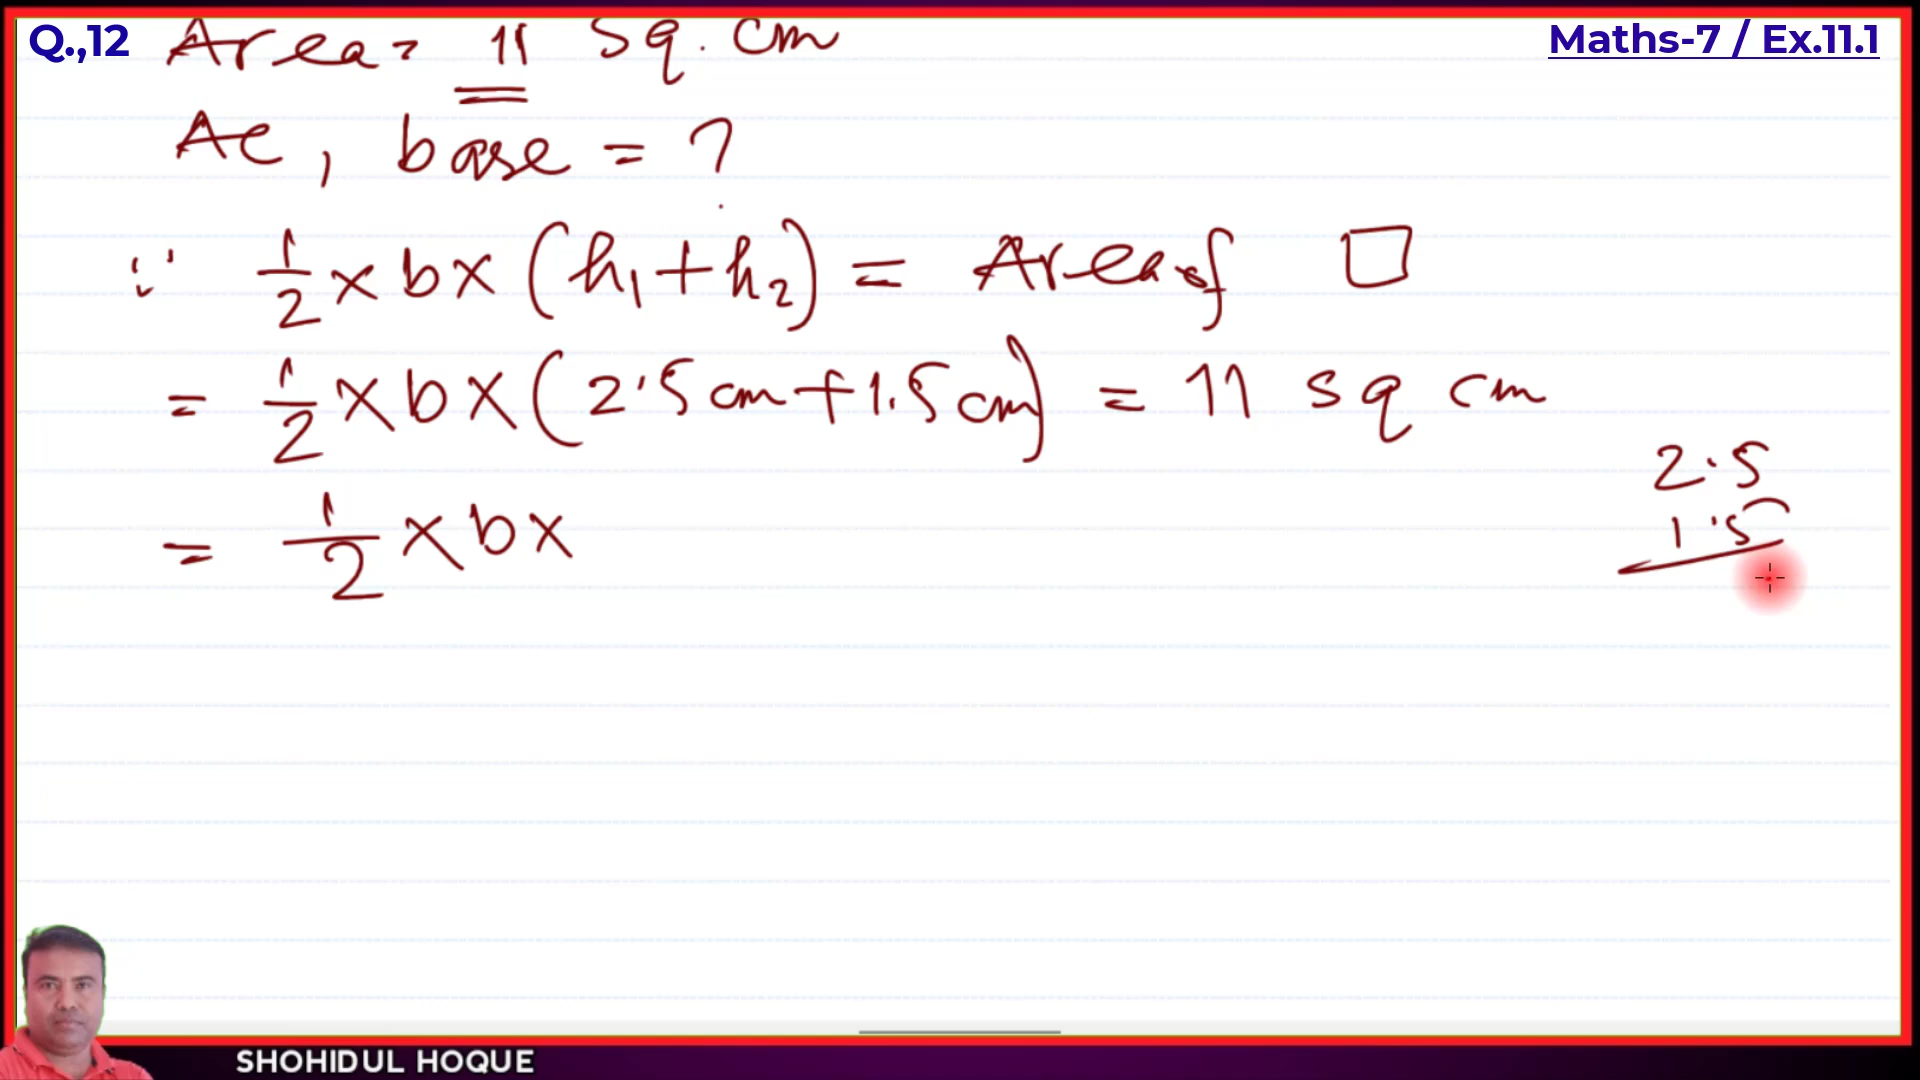 Q.,12
Maths-7 / Ex.11.1
Area = 11 sq. cm
AC, base = ?
∵ 1/2 × b × (h₁ + h₂) = Area of □
= 1/2 × b × (2.5 cm + 1.5 cm) = 11 sq cm
= 1/2 × b ×
2.5
1.5
SHOHIDUL HOQUE